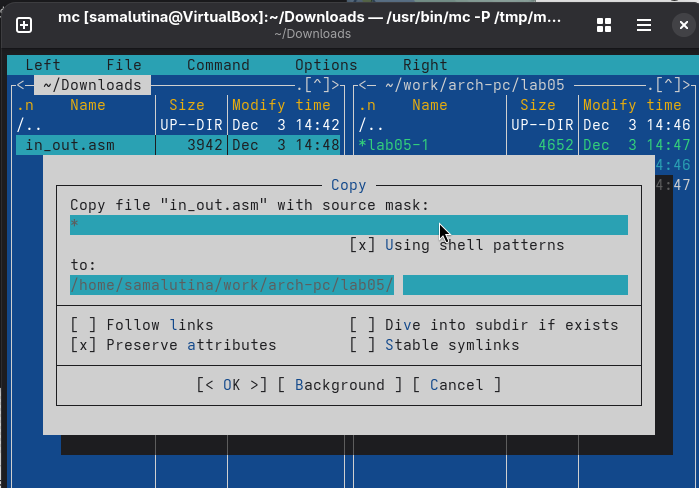 mc [samalutina@VirtualBox]:~/Downloads — /usr/bin/mc -P /tmp/m...
~/Downloads
Left File Command Options Right
<— ~/Downloads .[^]> <— ~/work/arch-pc/lab05 .[^]>
.n Name Size Modify time .n Name Size Modify time
/.. UP--DIR Dec 3 14:42 /.. UP--DIR Dec 3 14:46
in_out.asm 3942 Dec 3 14:48 *lab05-1 4652 Dec 3 14:47
4:46
Copy 4:47
Copy file "in_out.asm" with source mask:
*
[x] Using shell patterns
to:
/home/samalutina/work/arch-pc/lab05/
[ ] Follow links [ ] Dive into subdir if exists
[x] Preserve attributes [ ] Stable symlinks
[< OK >] [ Background ] [ Cancel ]